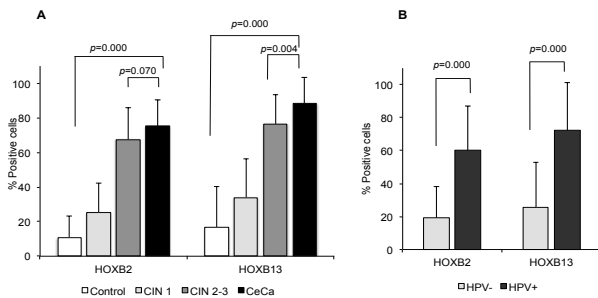 A
p=0.000
p=0.000
p=0.070
p=0.004
100
80
60
40
20
0
% Positive cells
HOXB2
HOXB13
Control CIN 1 CIN 2-3 CeCa
B
p=0.000
p=0.000
100
80
60
40
20
0
% Positive cells
HOXB2
HOXB13
HPV- HPV+